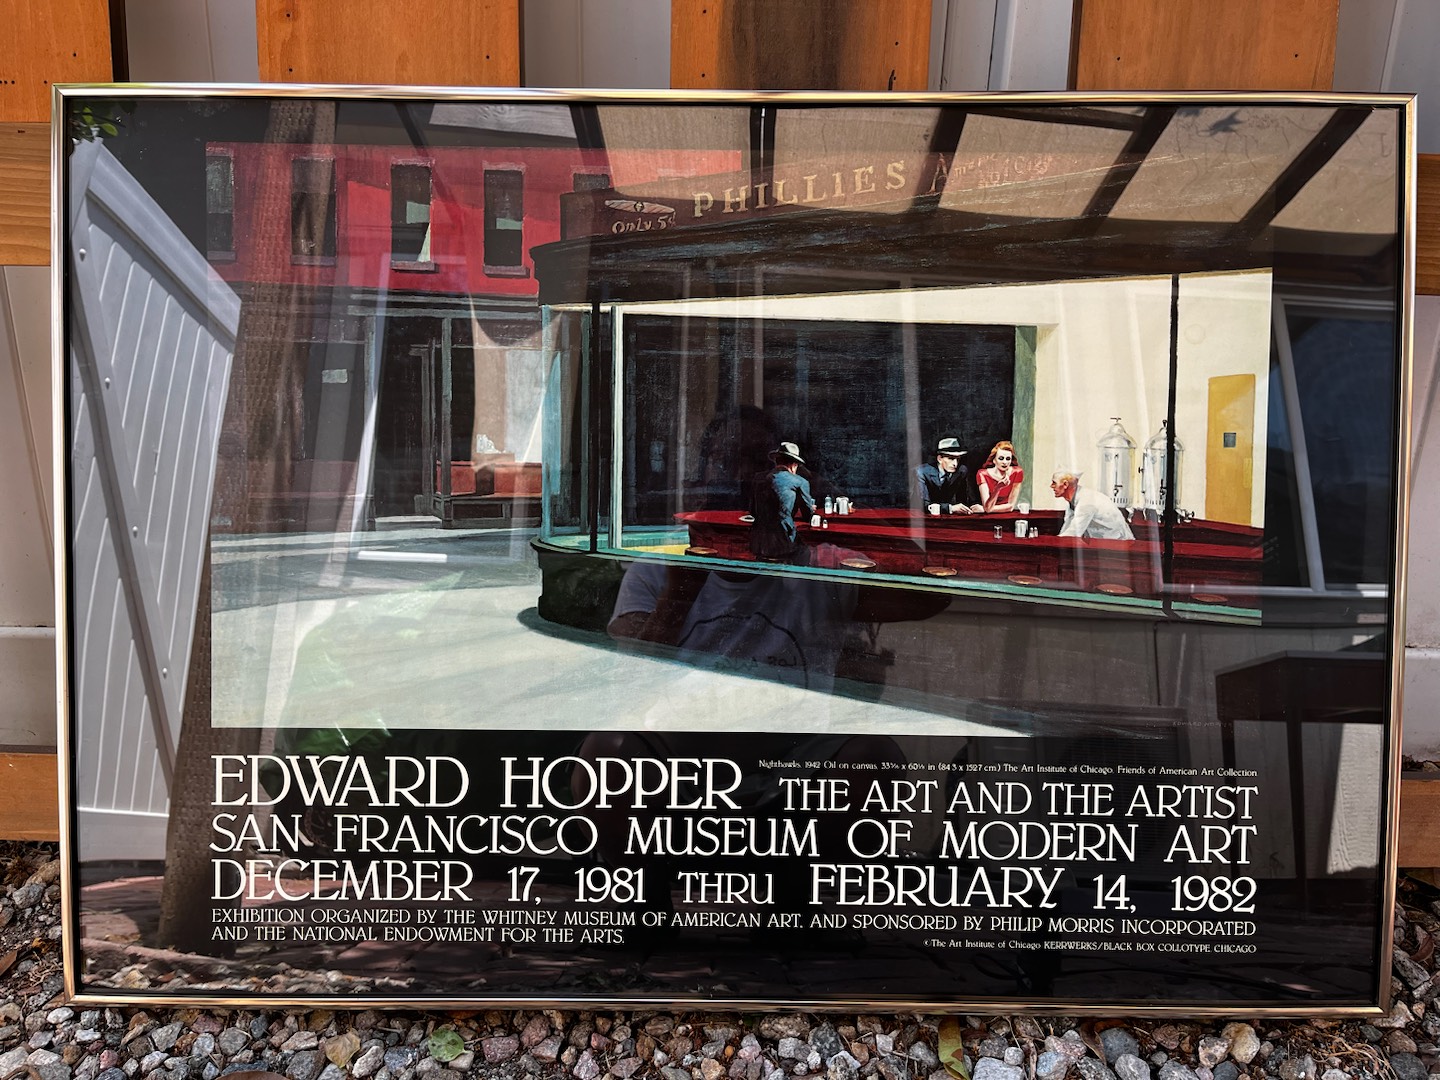 Only 5¢ PHILLIES
EDWARD HOPPER
Nighthawks, 1942 Oil on canvas, 33⅛ x 60⅛ in (84.3 x 152.7 cm) The Art Institute of Chicago. Friends of American Art Collection
THE ART AND THE ARTIST
SAN FRANCISCO MUSEUM OF MODERN ART
DECEMBER 17, 1981 THRU FEBRUARY 14, 1982
EXHIBITION ORGANIZED BY THE WHITNEY MUSEUM OF AMERICAN ART, AND SPONSORED BY PHILIP MORRIS INCORPORATED
AND THE NATIONAL ENDOWMENT FOR THE ARTS.
© The Art Institute of Chicago KERRWERKS/BLACK BOX COLLOTYPE, CHICAGO